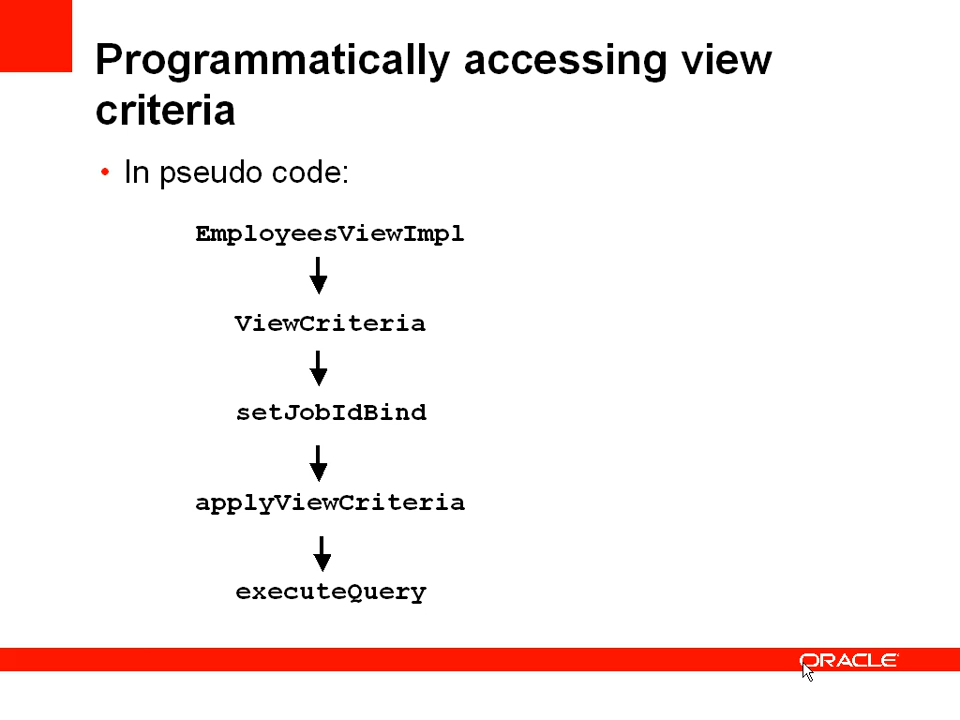 Programmatically accessing view
criteria
• In pseudo code:
EmployeesViewImpl
ViewCriteria
setJobIdBind
applyViewCriteria
executeQuery
ORACLE